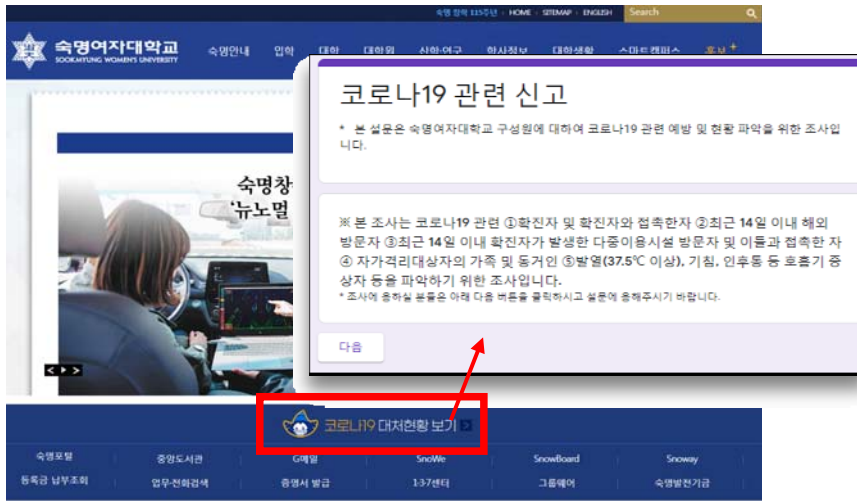 숙명 창학 115주년 · HOME · SITEMAP · ENGLISH Search
숙명여자대학교
SOOKMYUNG WOMEN'S UNIVERSITY
숙명안내 입학 대학 대학원 산학·연구 학사정보 대학생활 스마트캠퍼스 홍보+
숙명창
'뉴노멀
코로나19 관련 신고
* 본 설문은 숙명여자대학교 구성원에 대하여 코로나19 관련 예방 및 현황 파악을 위한 조사입
니다.
※ 본 조사는 코로나19 관련 ①확진자 및 확진자와 접촉한자 ②최근 14일 이내 해외
방문자 ③최근 14일 이내 확진자가 발생한 다중이용시설 방문자 및 이들과 접촉한 자
④ 자가격리대상자의 가족 및 동거인 ⑤발열(37.5℃ 이상), 기침, 인후통 등 호흡기 증
상자 등을 파악하기 위한 조사입니다.
* 조사에 응하실 분들은 아래 다음 버튼을 클릭하시고 설문에 응해주시기 바랍니다.
다음
코로나19 대처현황 보기
숙명포털 중앙도서관 G메일 SnoWe SnowBoard Snoway
등록금 납부조회 업무·전화검색 증명서 발급 1·3·7센터 그룹웨어 숙명발전기금